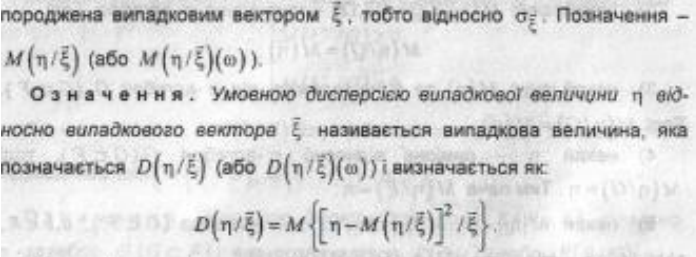 породжена випадковим вектором ξ⃗, тобто відносно σ_ξ⃗. Позначення –
M(η/ξ⃗) (або M(η/ξ⃗)(ω)).
Означення. Умовною дисперсією випадкової величини η від-
носно випадкового вектора ξ⃗ називається випадкова величина, яка
позначається D(η/ξ⃗) (або D(η/ξ⃗)(ω)) і визначається як:
D(η/ξ⃗) = M{[η – M(η/ξ⃗)]²/ξ⃗}.